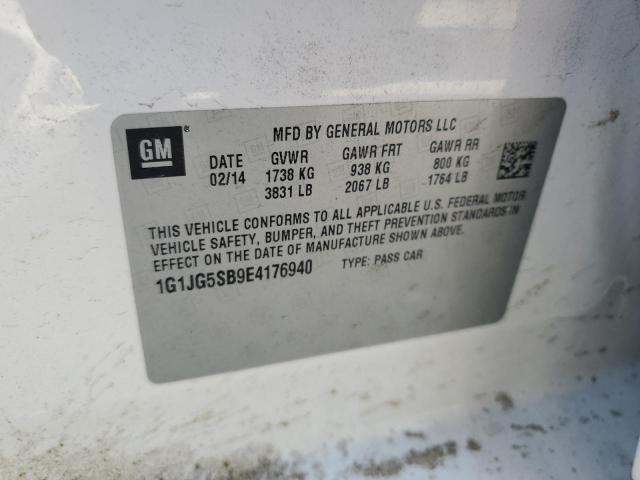 GM®
MFD BY GENERAL MOTORS LLC
DATE GVWR GAWR FRT GAWR RR
02/14 1738 KG 938 KG 800 KG
3831 LB 2067 LB 1764 LB
THIS VEHICLE CONFORMS TO ALL APPLICABLE U.S. FEDERAL MOTOR
VEHICLE SAFETY, BUMPER, AND THEFT PREVENTION STANDARDS IN
EFFECT ON THE DATE OF MANUFACTURE SHOWN ABOVE.
1G1JG5SB9E4176940 TYPE: PASS CAR